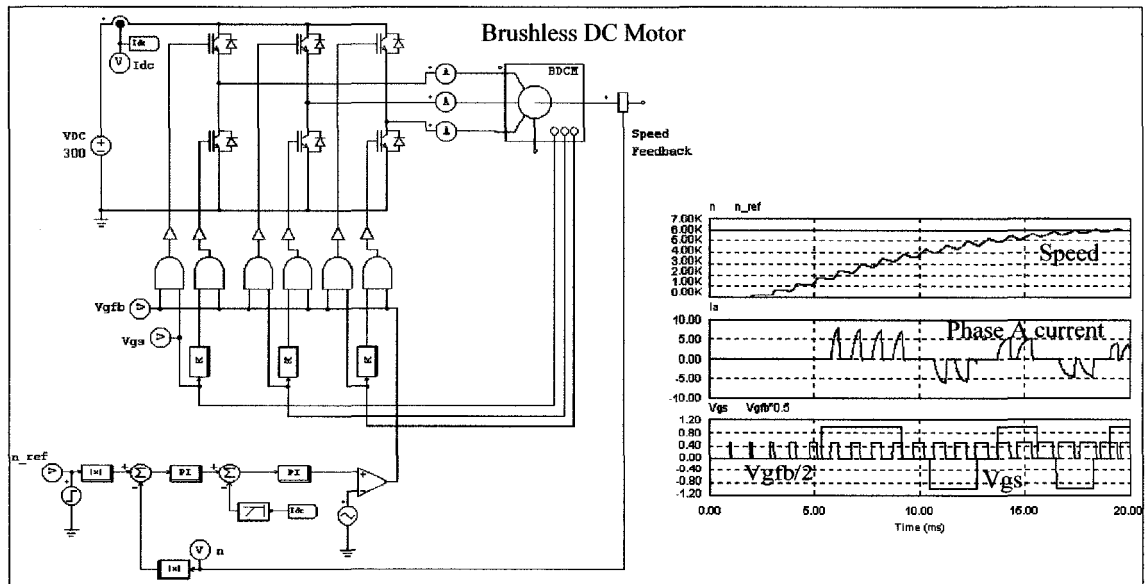 Brushless DC Motor
Idc
V
Idc
VDC
300
A
A
A
BDCM
Speed
Feedback
Vgfb
V
Vgs
V
K
K
K
n_ref
V
|x|
Σ
PI
Σ
PI
Idc
V
n
|x|
n n_ref
7.00K
6.00K
5.00K
4.00K
3.00K
2.00K
1.00K
0.00K
Speed
Ia
10.00
5.00
0.00
-5.00
-10.00
Phase A current
Vgs Vgfb*0.5
1.20
0.80
0.40
0.00
-0.40
-0.80
-1.20
Vgfb/2
Vgs
0.00 5.00 10.00 15.00 20.00
Time (ms)